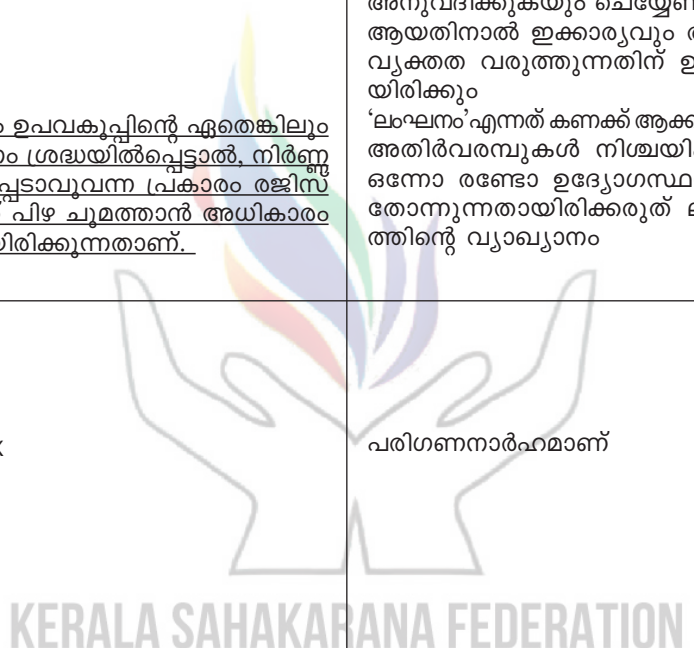 ം ഉപവകൂപ്പിന്റെ ഏതെങ്കിലൂം
ം ശ്രദ്ധയിൽപ്പെട്ടാൽ, നിർണ്ണ
പ്പെടാവൂവന്ന പ്രകാരം രജിസ്
പിഴ ചൂമത്താൻ അധികാരം
യിരിക്കൂന്നതാണ്.
അനുവദിക്കുകയും ചെയ്യേണ
ആയതിനാൽ ഇക്കാര്യവും
വ്യക്തത വരുത്തുന്നതിന്
യിരിക്കും
'ലംഘനം'എന്നത് കണക്ക് ആക്ക
അതിർവരമ്പുകൾ നിശ്ചയി
ഒന്നോ രണ്ടോ ഉദ്യോഗസ്ഥ
തോന്നുന്നതായിരിക്കരുത്
ത്തിന്റെ വ്യാഖ്യാനം
പരിഗണനാർഹമാണ്
KERALA SAHAKARANA FEDERATION